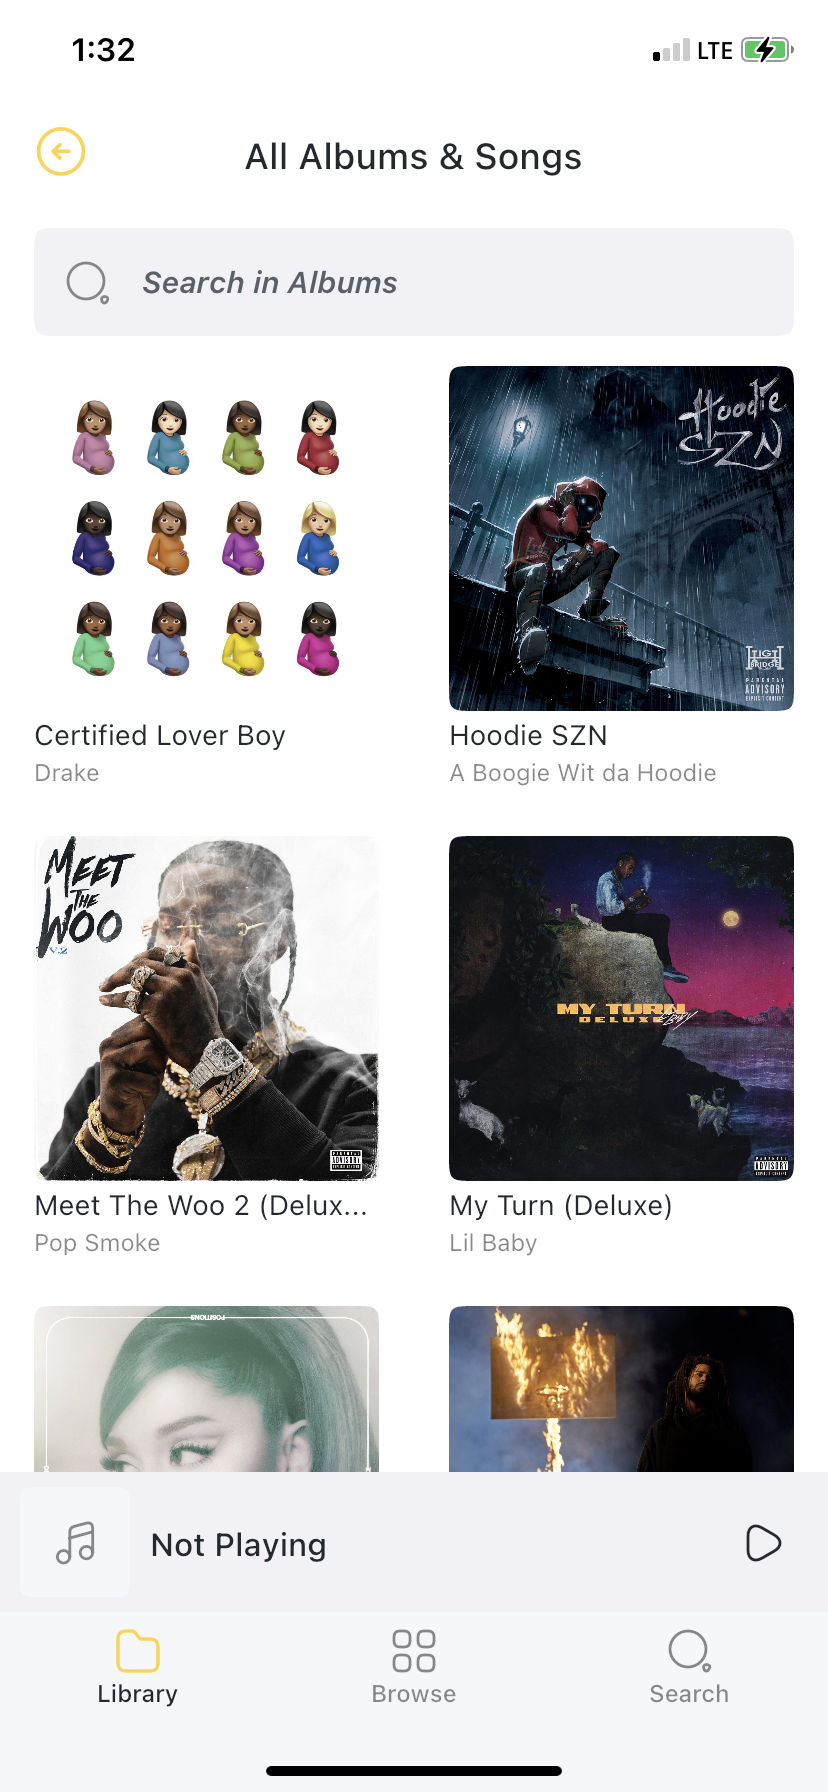 1:32
LTE
All Albums & Songs
Search in Albums
Hoodie
SZN
HIGH
BRIDGE
PARENTAL
ADVISORY
EXPLICIT CONTENT
Certified Lover Boy
Drake
Hoodie SZN
A Boogie Wit da Hoodie
MEET
THE
WOO
V.2
PARENTAL
ADVISORY
EXPLICIT CONTENT
MY TURN
DELUXE
PARENTAL
ADVISORY
EXPLICIT CONTENT
Meet The Woo 2 (Delux...
Pop Smoke
My Turn (Deluxe)
Lil Baby
POSITIONS
Not Playing
Library
Browse
Search